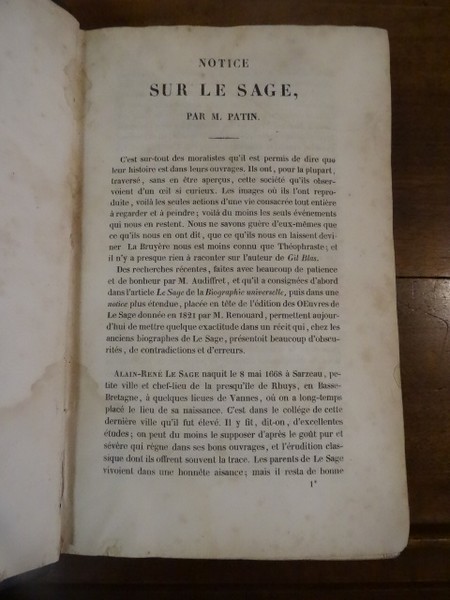 NOTICE
SUR LE SAGE,
PAR M. PATIN.
C'est sur-tout des moralistes qu'il est permis de dire que
leur histoire est dans leurs ouvrages. Ils ont, pour la plupart,
traversé, sans en être aperçus, cette société qu'ils obser-
voient d'un œil si curieux. Les images où ils l'ont repro-
duite, voilà les seules actions d'une vie consacrée tout entière
à regarder et à peindre; voilà du moins les seuls événements
qui nous en restent. Nous ne savons guère d'eux-mêmes que
ce qu'ils nous en ont dit, que ce qu'ils nous en laissent devi-
ner La Bruyère nous est moins connu que Théophraste; et
il n'y a presque rien à raconter sur l'auteur de Gil Blas.
Des recherches récentes, faites avec beaucoup de patience
et de bonheur par M. Audiffret, et qu'il a consignées d'abord
dans l'article Le Sage de la Biographie universelle, puis dans une
notice plus étendue, placée en tête de l'édition des OEuvres de
Le Sage donnée en 1821 par M. Renouard, permettent aujour-
d'hui de mettre quelque exactitude dans un récit qui, chez les
anciens biographes de Le Sage, présentoit beaucoup d'obscu-
rités, de contradictions et d'erreurs.
ALAIN-RENÉ LE SAGE naquit le 8 mai 1668 à Sarzeau, pe-
tite ville et chef-lieu de la presqu'île de Rhuys, en Basse-
Bretagne, à quelques lieues de Vannes, où on a long-temps
placé le lieu de sa naissance. C'est dans le collége de cette
dernière ville qu'il fut élevé. Il y fit, dit-on, d'excellentes
études; on peut du moins le supposer d'après le goût pur et
sévère qui règne dans ses bons ouvrages, et l'érudition clas-
sique dont ils offrent souvent la trace. Les parents de Le Sage
vivoient dans une honnête aisance; mais il resta de bonne
1*